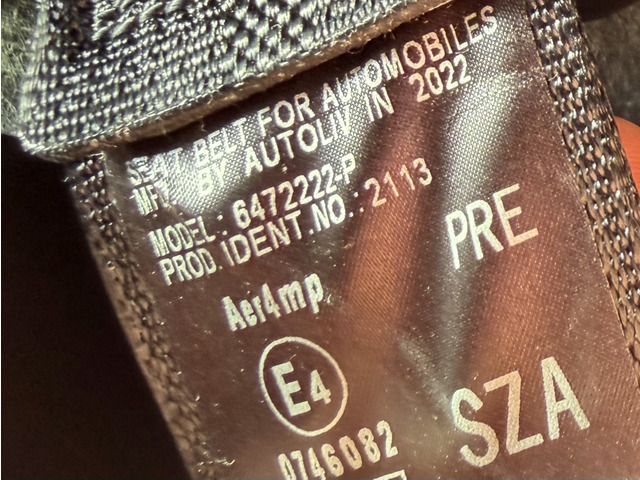 SEAT BELT FOR AUTOMOBILES
MFG BY AUTOLIV IN 2022
MODEL: 6472222-P
PROD.IDENT.NO.: 2113
PRE
Aer4mp
E4
SZA
0746082